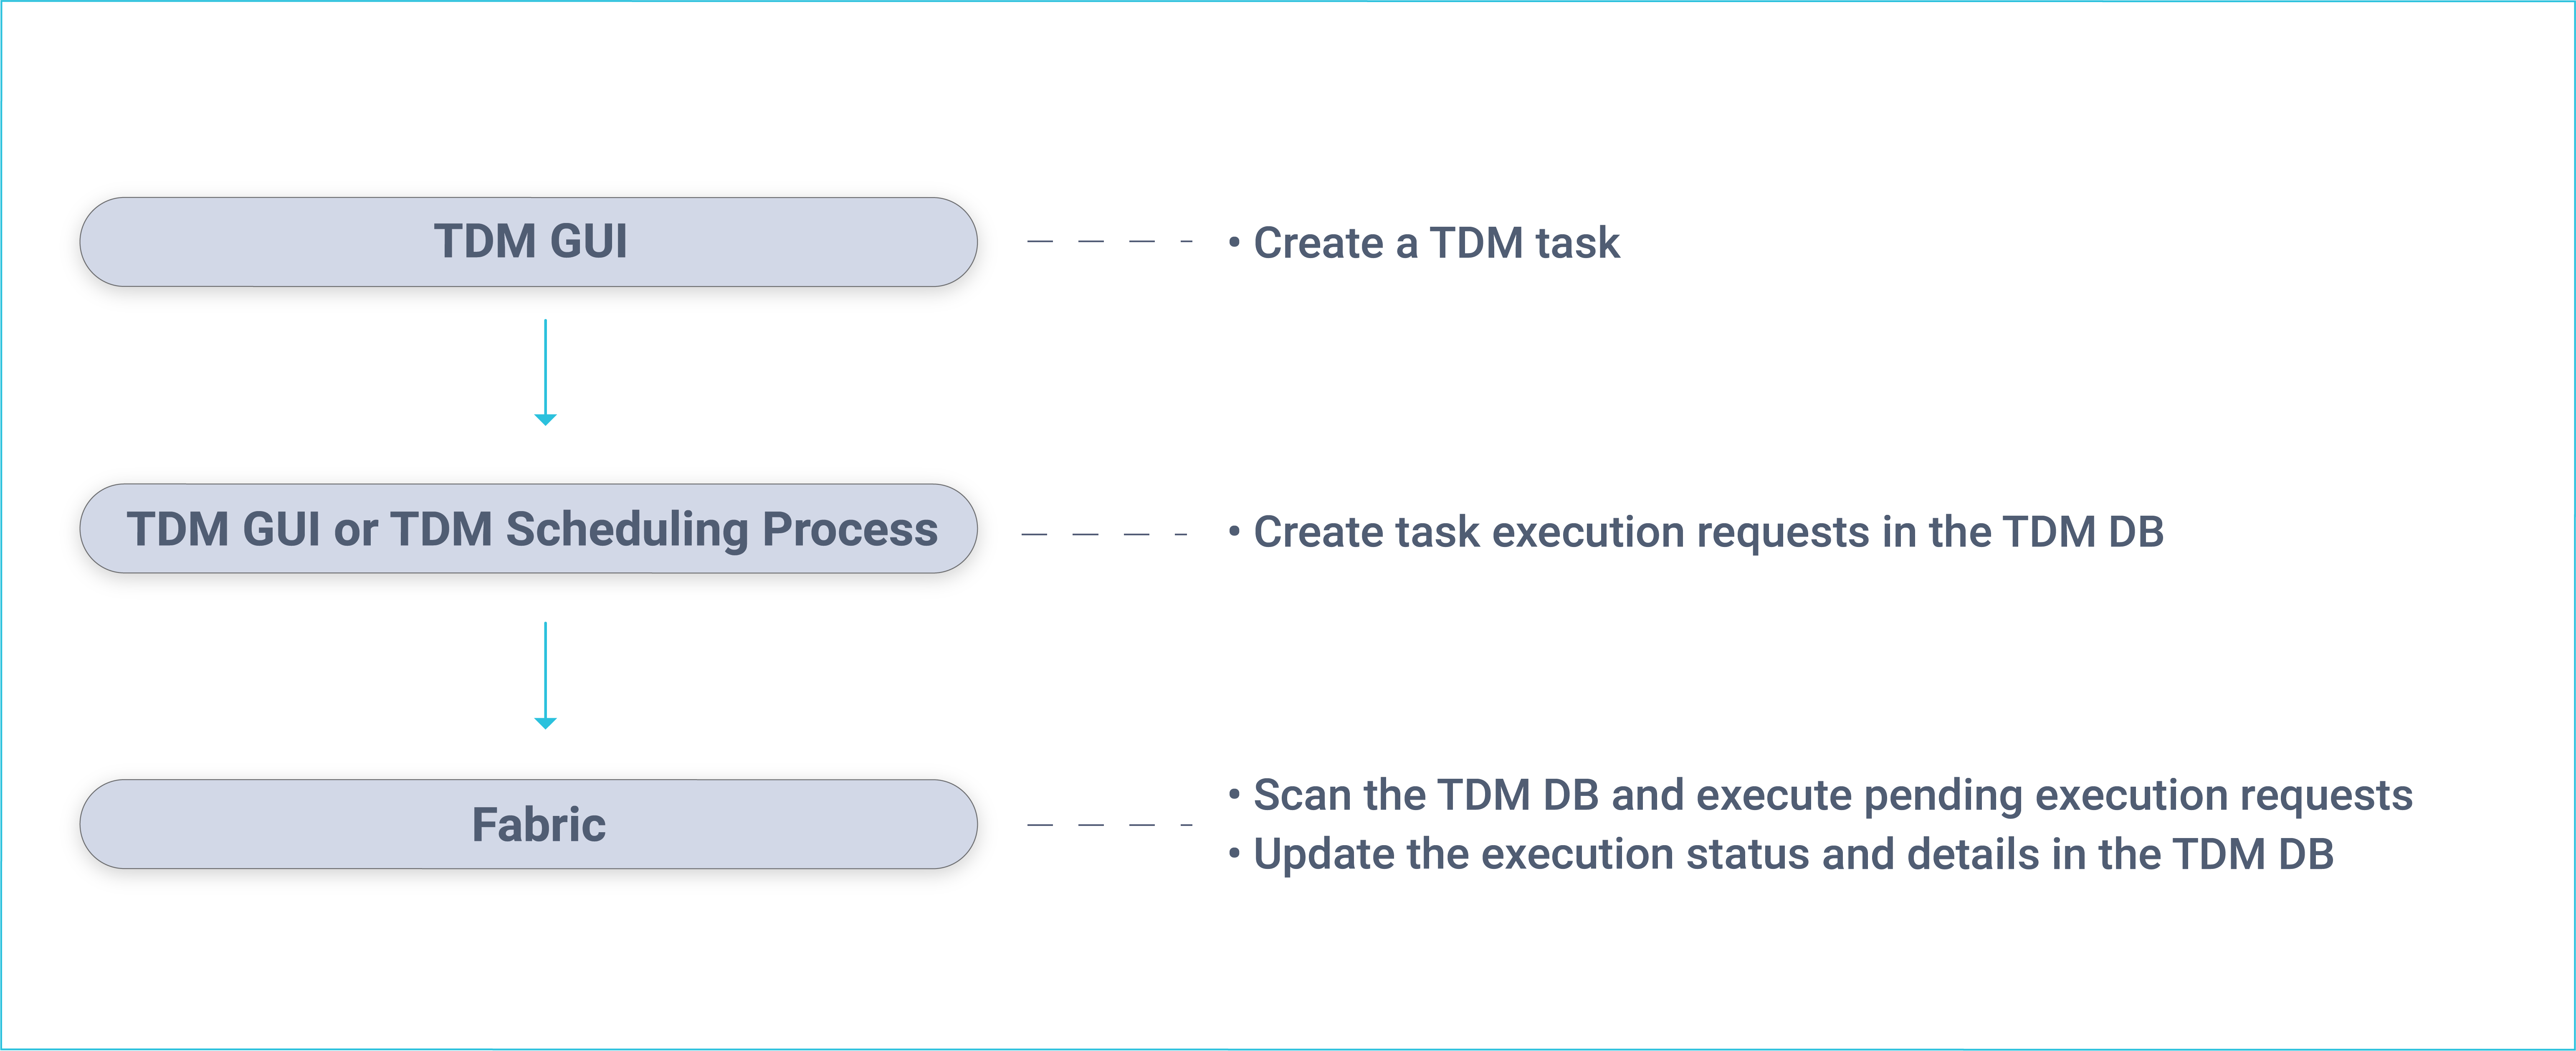 TDM GUI
• Create a TDM task
TDM GUI or TDM Scheduling Process
• Create task execution requests in the TDM DB
Fabric
• Scan the TDM DB and execute pending execution requests
• Update the execution status and details in the TDM DB